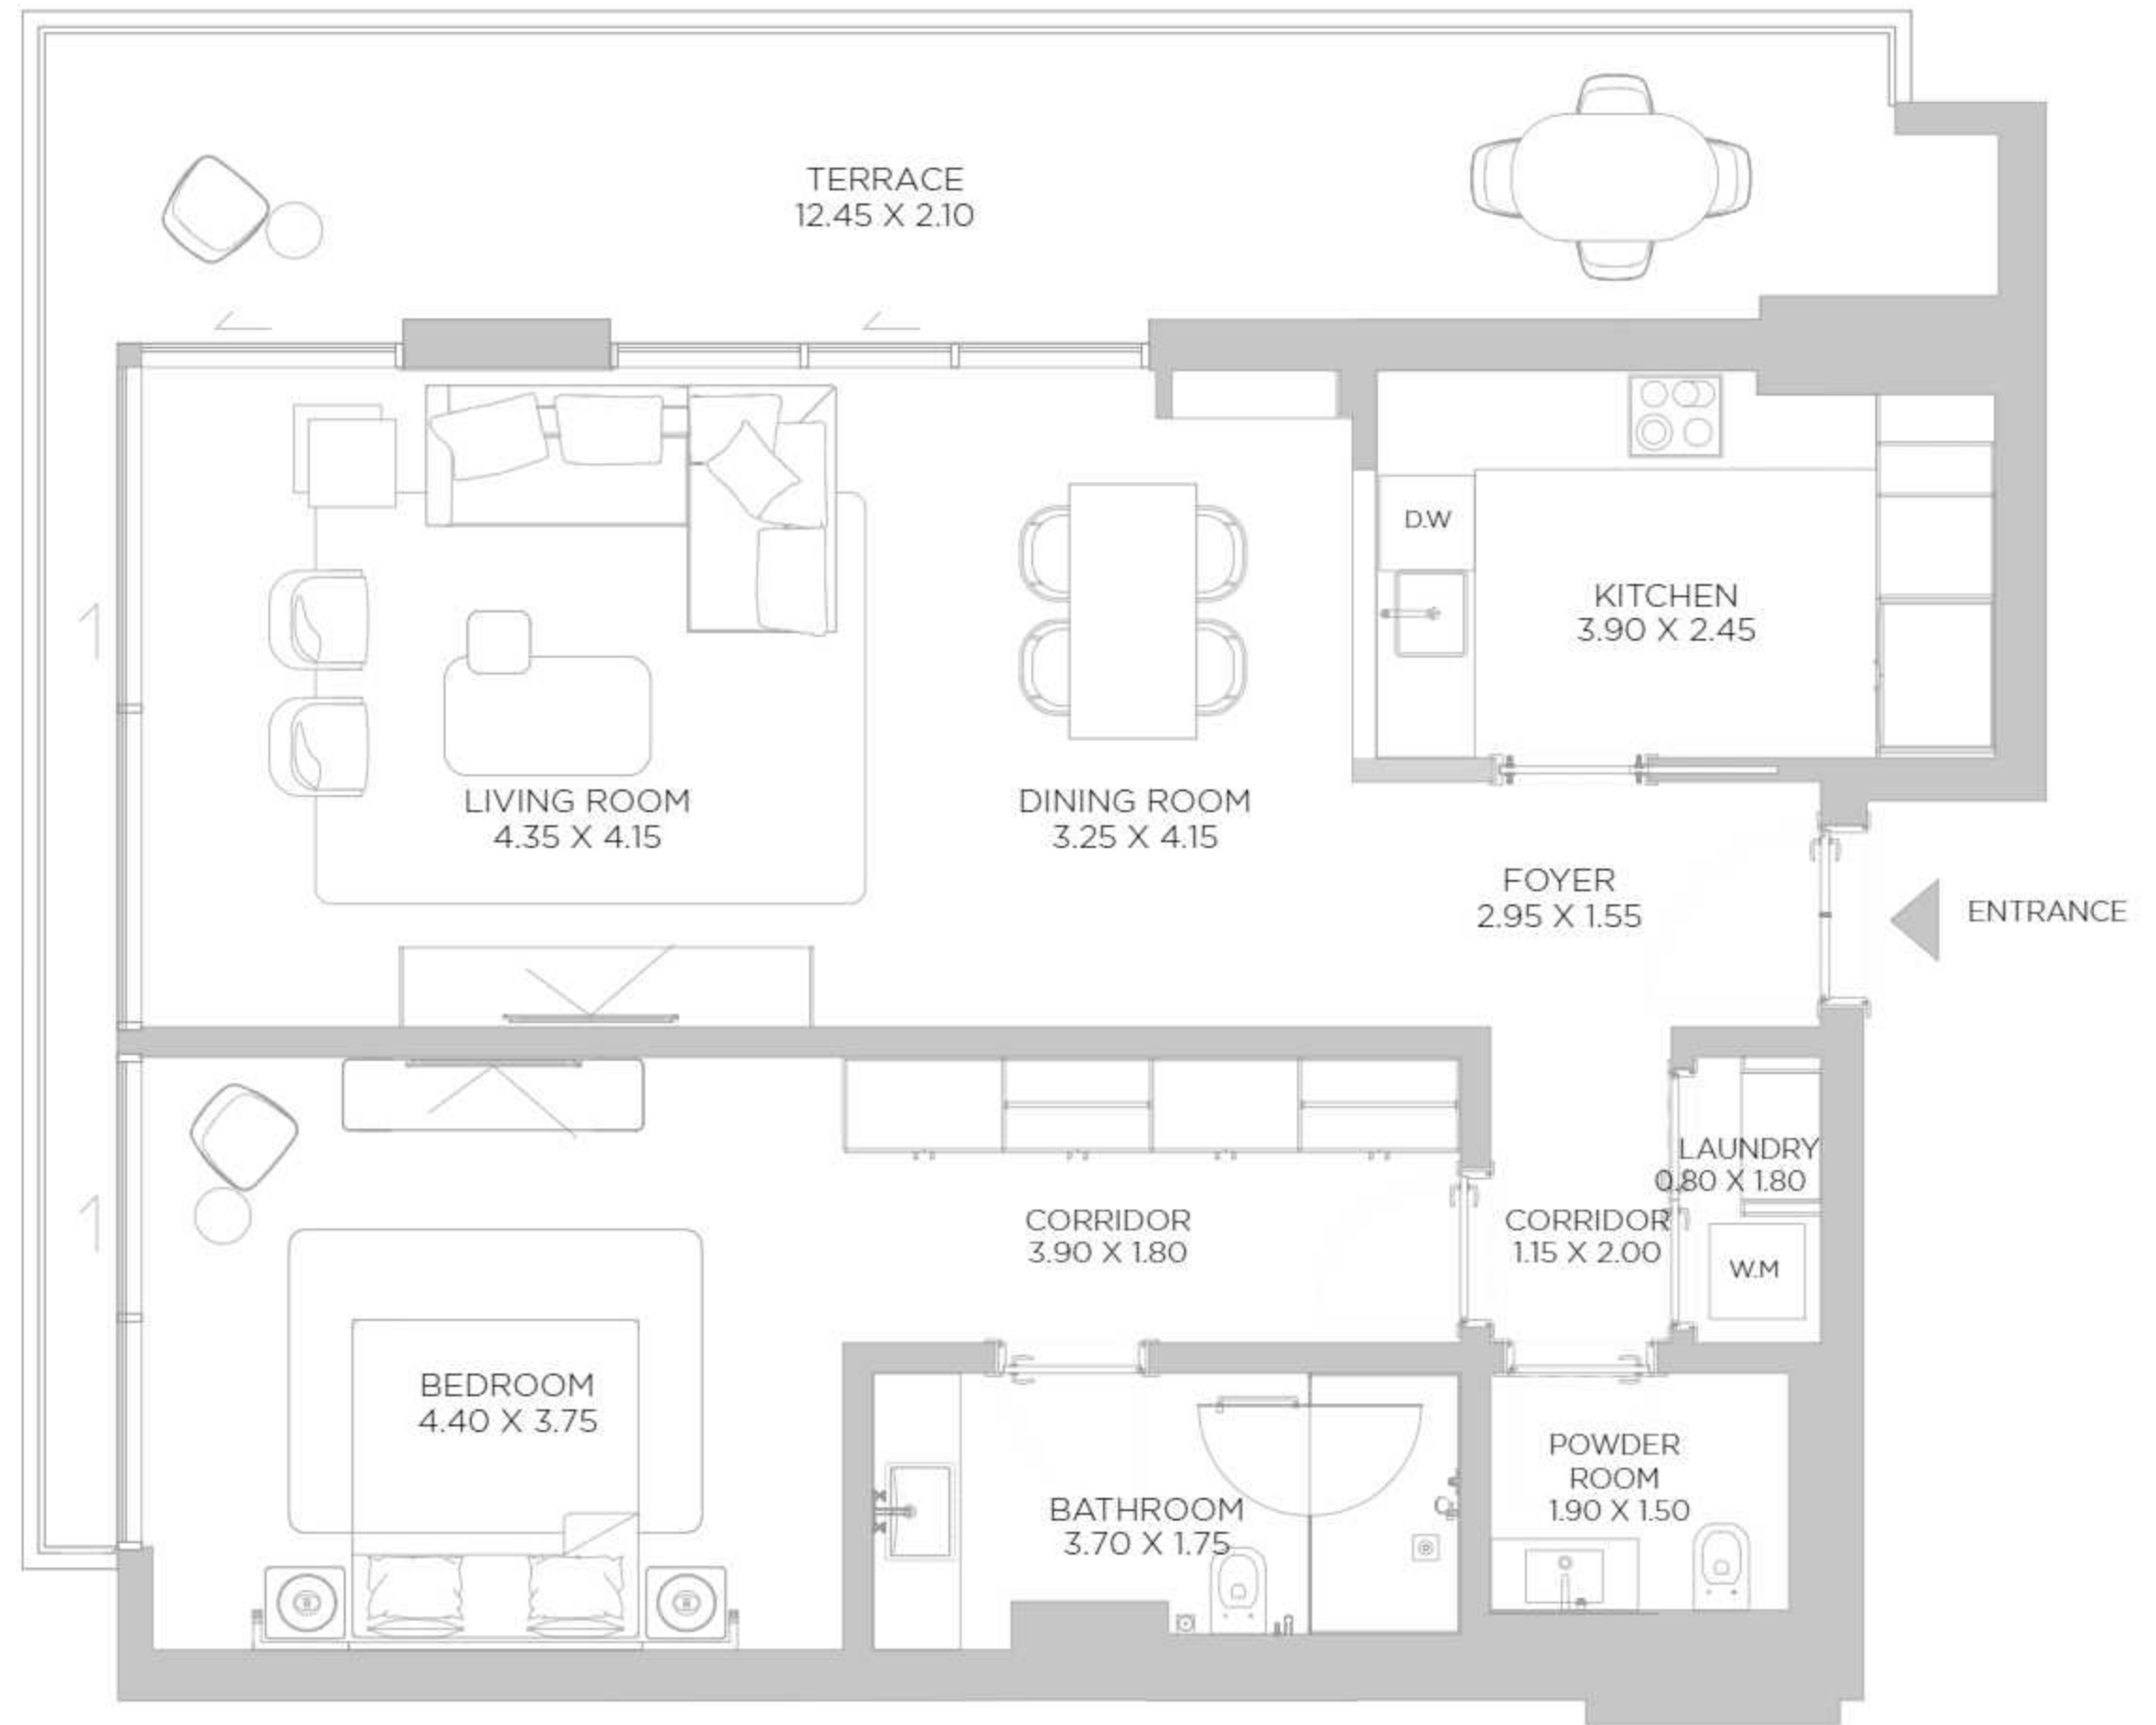 TERRACE
12.45 X 2.10
D.W
KITCHEN
3.90 X 2.45
LIVING ROOM
4.35 X 4.15
DINING ROOM
3.25 X 4.15
FOYER
2.95 X 1.55
ENTRANCE
LAUNDRY
0.80 X 1.80
CORRIDOR
3.90 X 1.80
CORRIDOR
1.15 X 2.00
W.M
BEDROOM
4.40 X 3.75
BATHROOM
3.70 X 1.75
POWDER
ROOM
1.90 X 1.50